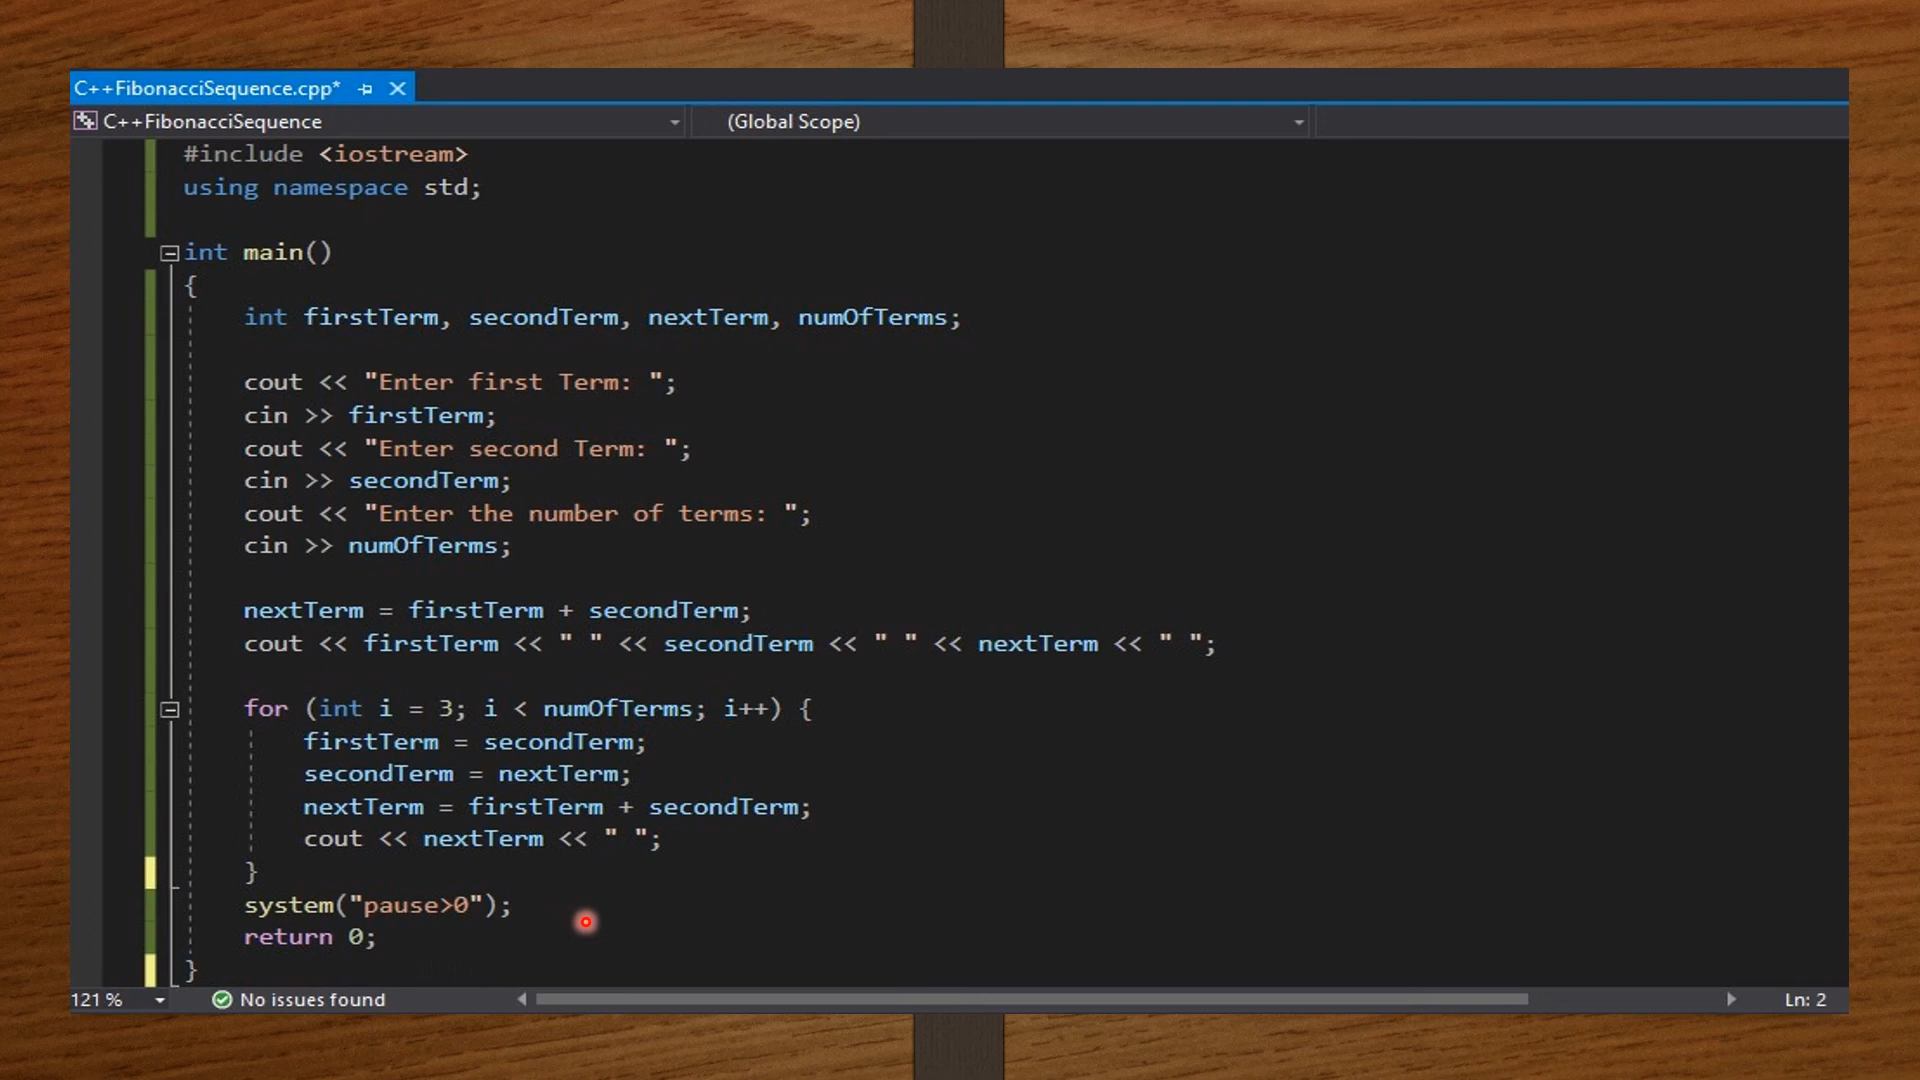 C++FibonacciSequence.cpp*
C++FibonacciSequence (Global Scope)
#include <iostream>
using namespace std;
int main()
{
int firstTerm, secondTerm, nextTerm, numOfTerms;
cout << "Enter first Term: ";
cin >> firstTerm;
cout << "Enter second Term: ";
cin >> secondTerm;
cout << "Enter the number of terms: ";
cin >> numOfTerms;
nextTerm = firstTerm + secondTerm;
cout << firstTerm << " " << secondTerm << " " << nextTerm << " ";
for (int i = 3; i < numOfTerms; i++) {
firstTerm = secondTerm;
secondTerm = nextTerm;
nextTerm = firstTerm + secondTerm;
cout << nextTerm << " ";
}
system("pause>0");
return 0;
}
121 % No issues found Ln: 2